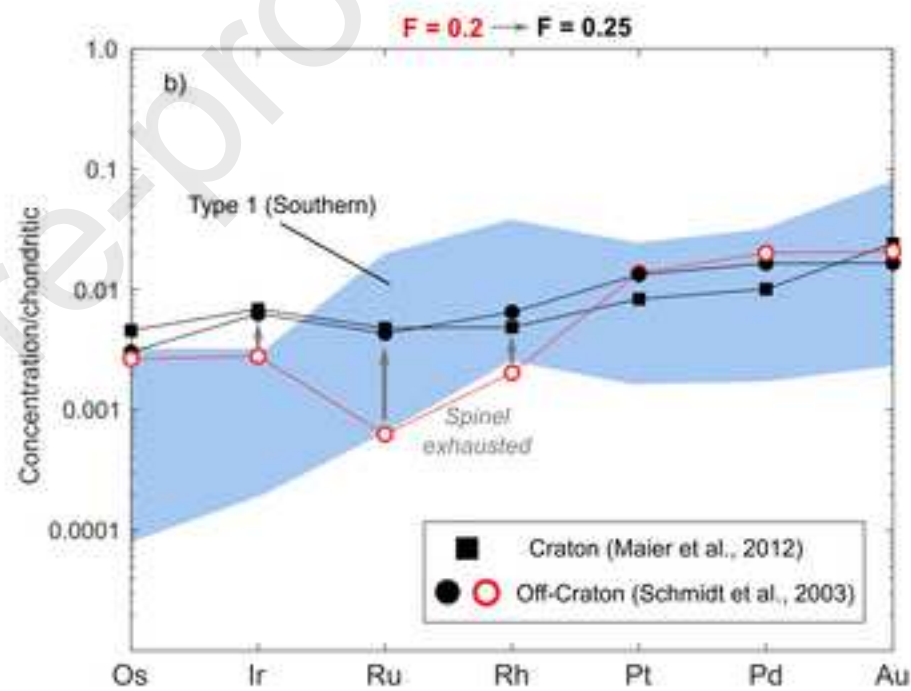 F = 0.2 → F = 0.25
b)
1.0
0.1
0.01
0.001
0.0001
Concentration/chondritic
Type 1 (Southern)
Spinel
exhausted
Craton (Maier et al., 2012)
Off-Craton (Schmidt et al., 2003)
Os Ir Ru Rh Pt Pd Au
re-pro